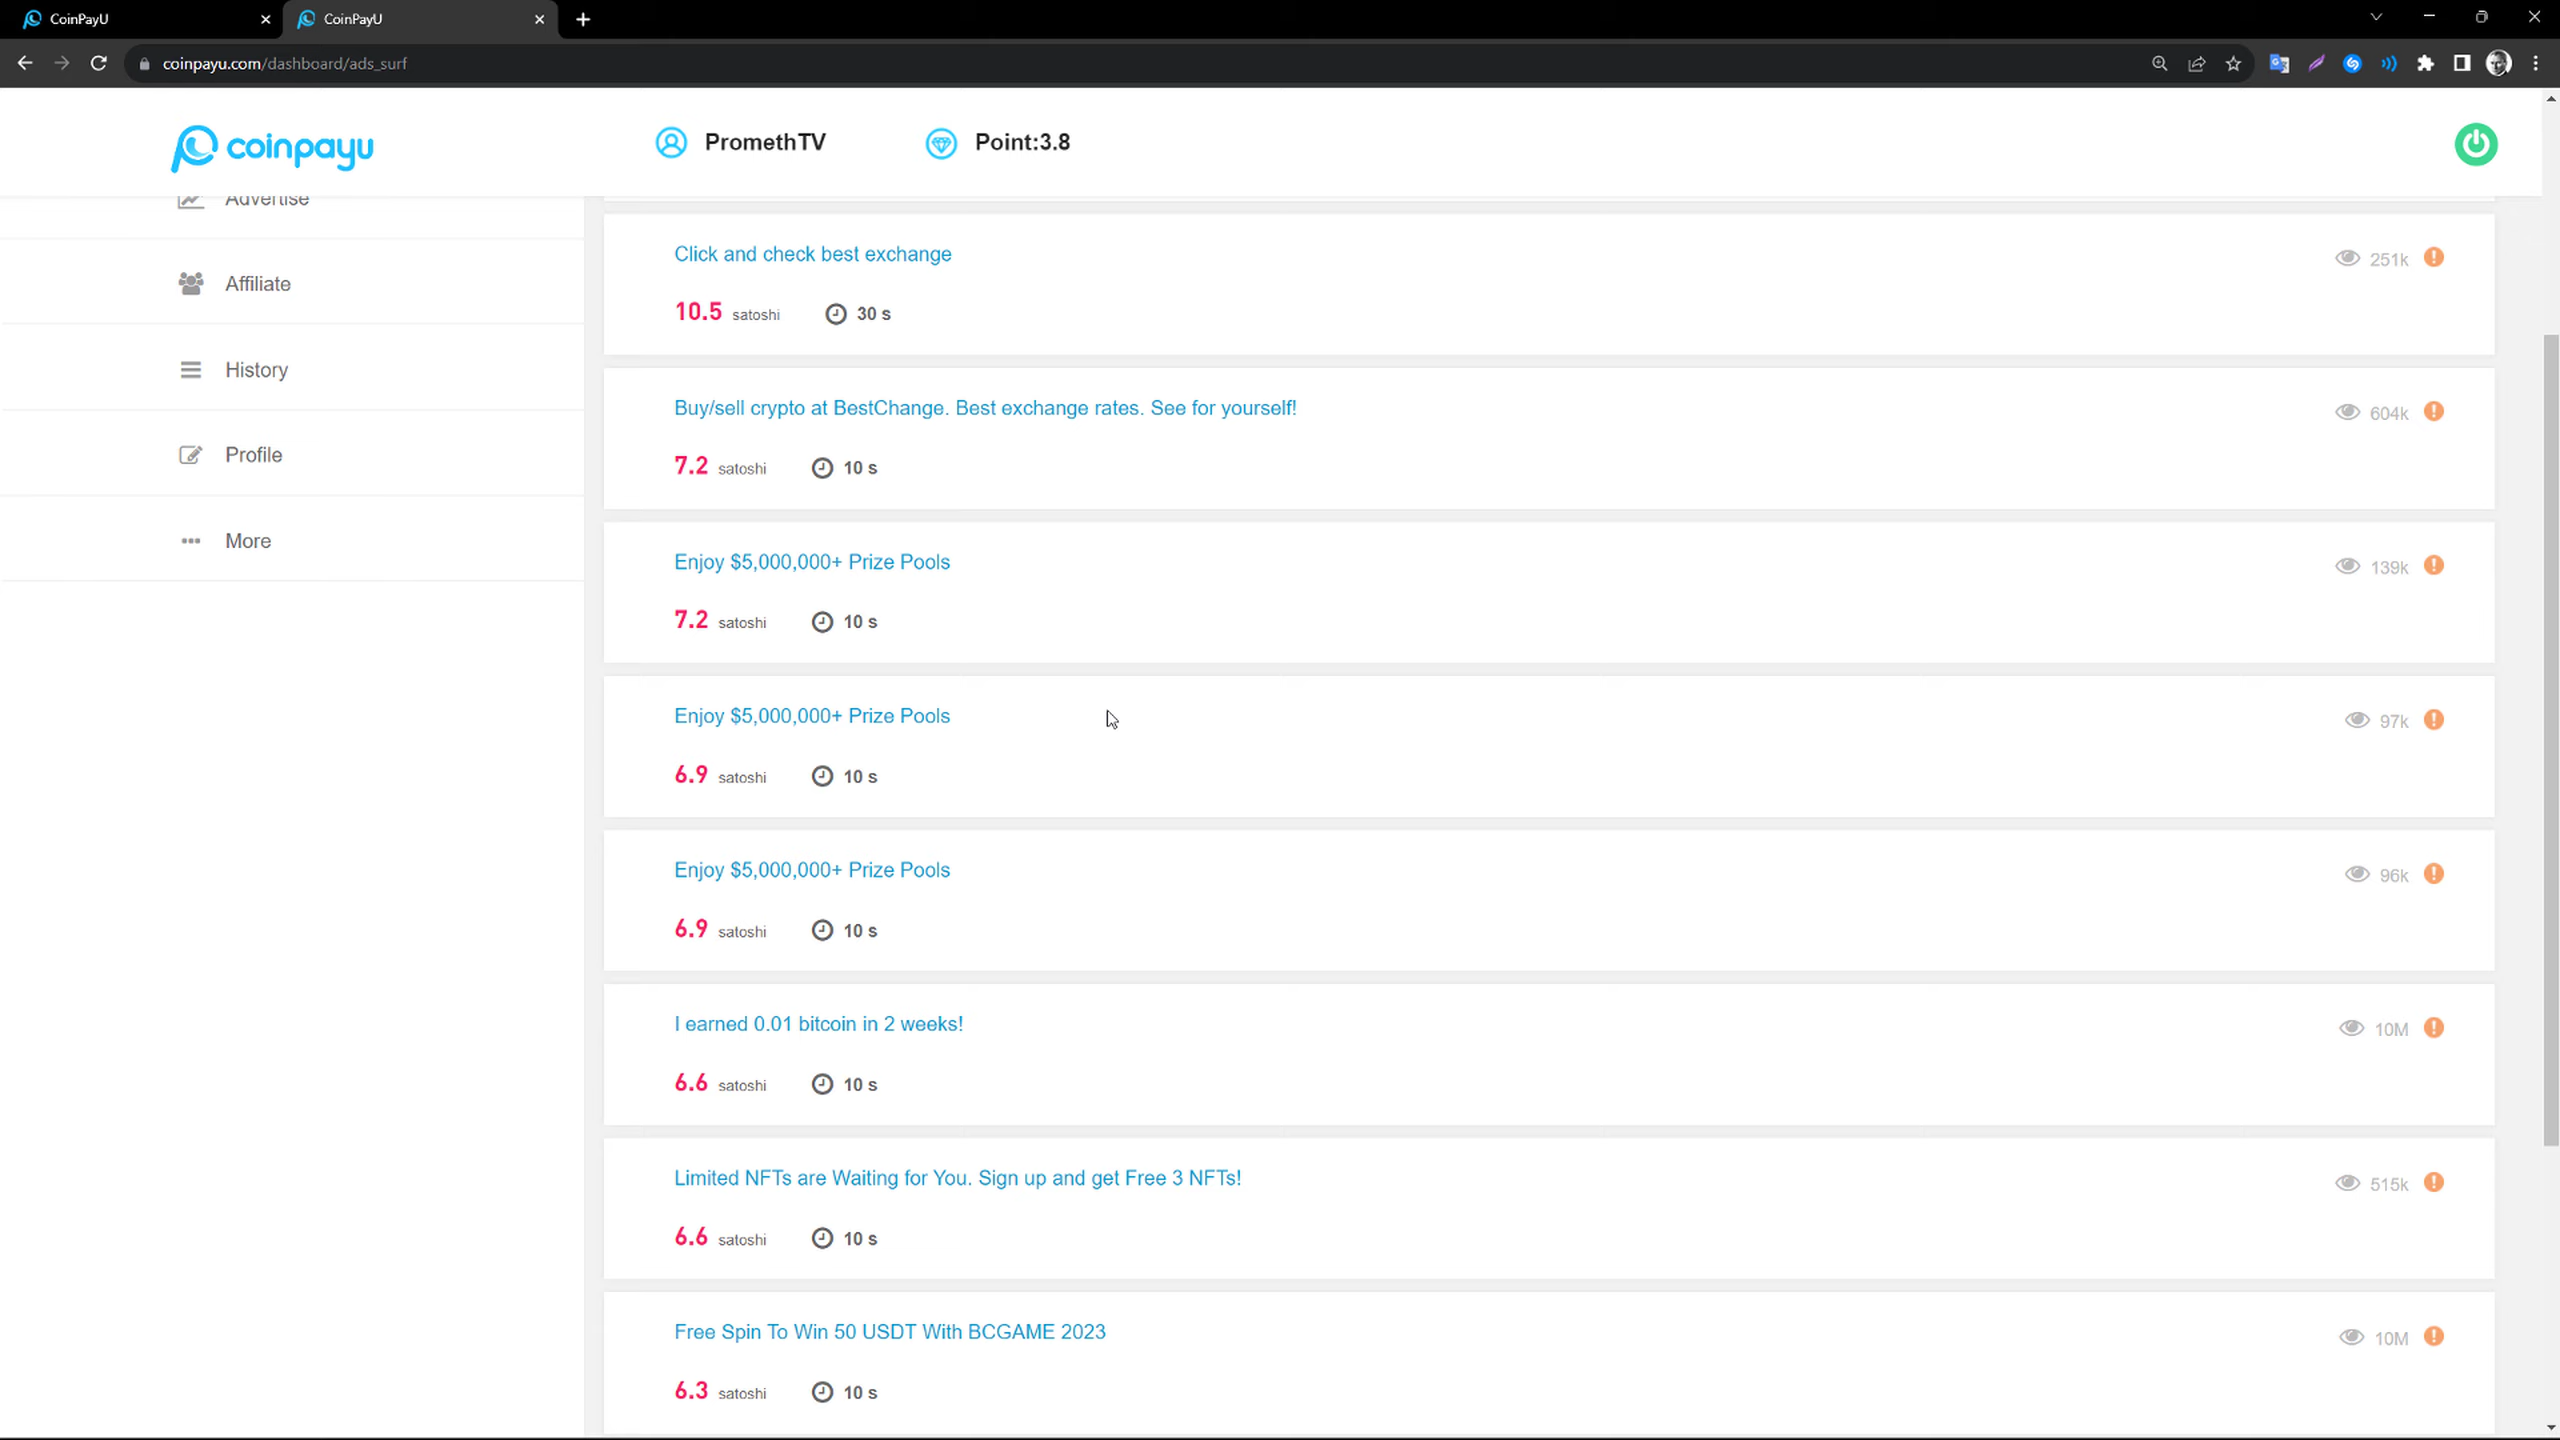 CoinPayU
CoinPayU
coinpayu.com/dashboard/ads_surf
coinpayu
PromethTV
Point:3.8
Advertise
Affiliate
History
Profile
More
Click and check best exchange
251k
10.5 satoshi 30 s
Buy/sell crypto at BestChange. Best exchange rates. See for yourself!
604k
7.2 satoshi 10 s
Enjoy $5,000,000+ Prize Pools
139k
7.2 satoshi 10 s
Enjoy $5,000,000+ Prize Pools
97k
6.9 satoshi 10 s
Enjoy $5,000,000+ Prize Pools
96k
6.9 satoshi 10 s
I earned 0.01 bitcoin in 2 weeks!
10M
6.6 satoshi 10 s
Limited NFTs are Waiting for You. Sign up and get Free 3 NFTs!
515k
6.6 satoshi 10 s
Free Spin To Win 50 USDT With BCGAME 2023
10M
6.3 satoshi 10 s